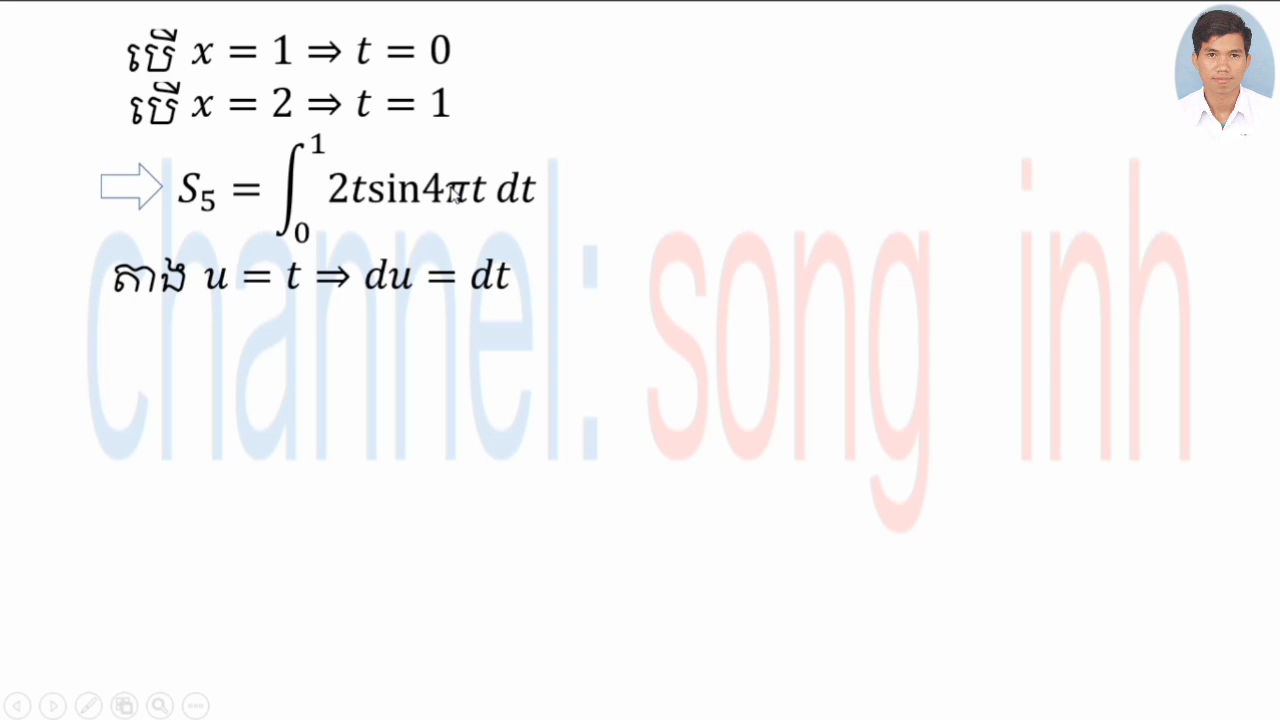 បើ x = 1 ⇒ t = 0
បើ x = 2 ⇒ t = 1
⇨ S₅ = ∫₀¹ 2tsin4πt dt
តាង u = t ⇒ du = dt
channel: song inh